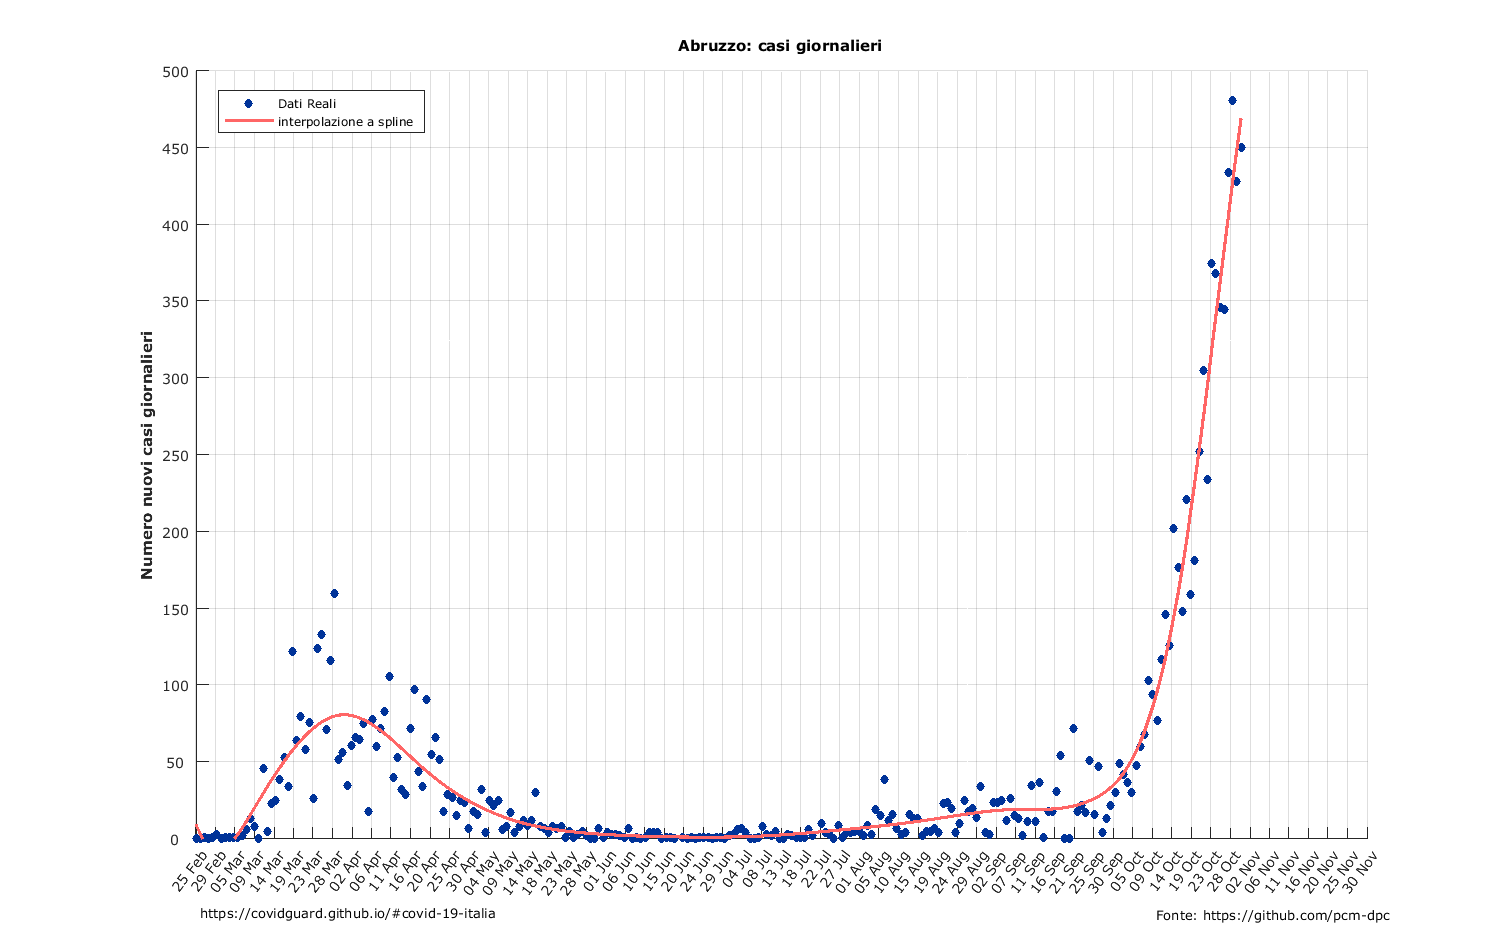 Abruzzo: casi giornalieri
500
450
400
350
300
250
200
150
100
50
0
Numero nuovi casi giornalieri
Dati Reali
interpolazione a spline
25 Feb
29 Feb
05 Mar
09 Mar
14 Mar
19 Mar
23 Mar
28 Mar
02 Apr
06 Apr
11 Apr
16 Apr
20 Apr
25 Apr
30 Apr
04 May
09 May
14 May
18 May
23 May
28 May
01 Jun
06 Jun
10 Jun
15 Jun
20 Jun
24 Jun
29 Jun
04 Jul
08 Jul
13 Jul
18 Jul
22 Jul
27 Jul
01 Aug
05 Aug
10 Aug
15 Aug
19 Aug
24 Aug
29 Aug
02 Sep
07 Sep
11 Sep
16 Sep
21 Sep
25 Sep
30 Sep
05 Oct
09 Oct
14 Oct
19 Oct
23 Oct
28 Oct
02 Nov
06 Nov
11 Nov
16 Nov
20 Nov
25 Nov
30 Nov
https://covidguard.github.io/#covid-19-italia
Fonte: https://github.com/pcm-dpc